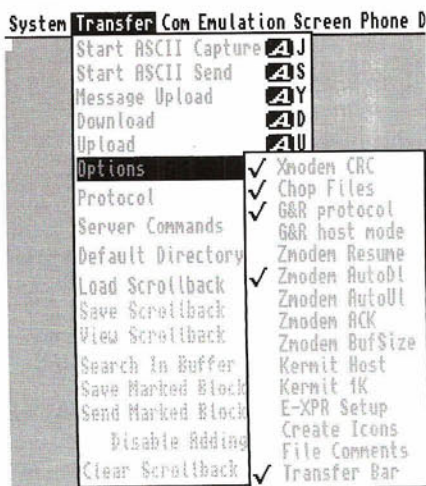 System Transfer Com Emulation Screen Phone D
Start ASCII Capture A J
Start ASCII Send A S
Message Upload A Y
Download A D
Upload A U
Options
Protocol
Server Commands
Default Directory
Load Scrollback
Save Scrollback
View Scrollback
Search In Buffer
Save Marked Block
Send Marked Block
Disable Adding
Clear Scrollback
✓ Xmodem CRC
✓ Chop Files
✓ G&R protocol
G&R host mode
Zmodem Resume
✓ Zmodem AutoDl
Zmodem AutoUl
Zmodem ACK
Zmodem BufSize
Kermit Host
Kermit 1K
E-XPR Setup
Create Icons
File Comments
✓ Transfer Bar